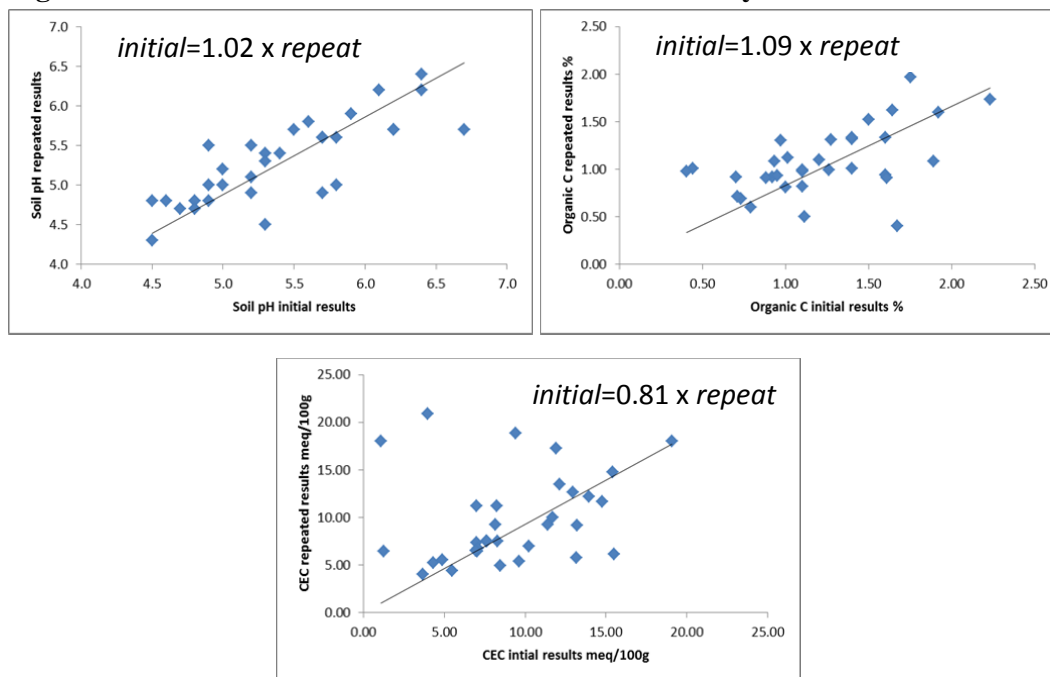 initial=1.02 x repeat
7.0
6.5
6.0
5.5
5.0
4.5
4.0
Soil pH repeated results
4.0 4.5 5.0 5.5 6.0 6.5 7.0
Soil pH initial results
initial=1.09 x repeat
2.00
1.50
1.00
0.50
0.00
Organic C repeated results %
0.00 0.50 1.00 1.50 2.00 2.50
Organic C initial results %
initial=0.81 x repeat
25.00
20.00
15.00
10.00
5.00
0.00
CEC repeated results meq/100g
0.00 5.00 10.00 15.00 20.00 25.00
CEC intial results meq/100g